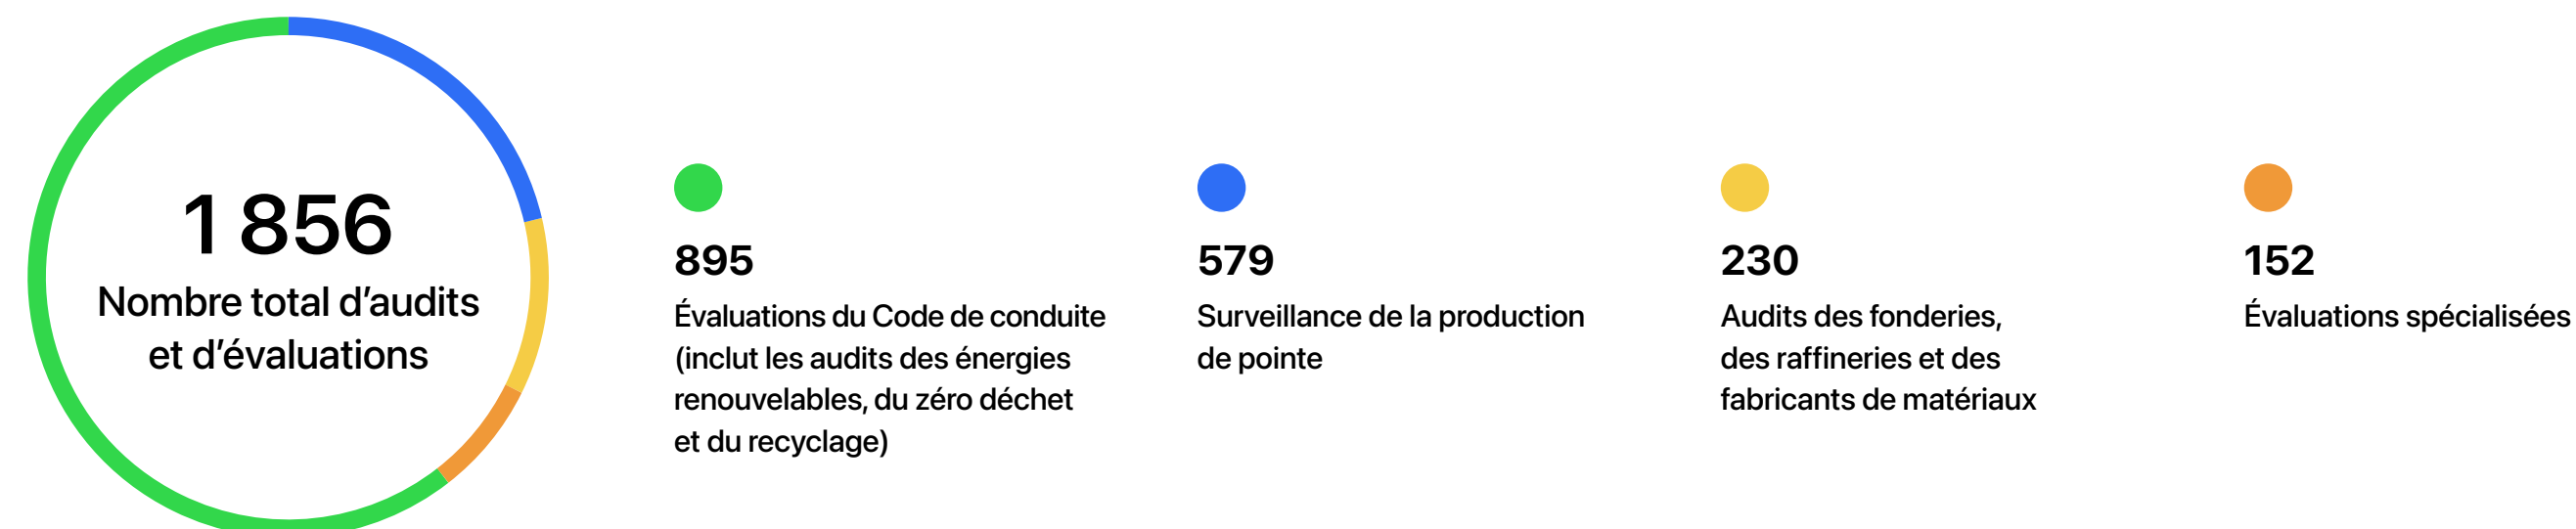 1 856
Nombre total d’audits
et d’évaluations
895
Évaluations du Code de conduite
(inclut les audits des énergies
renouvelables, du zéro déchet
et du recyclage)
579
Surveillance de la production
de pointe
230
Audits des fonderies,
des raffineries et des
fabricants de matériaux
152
Évaluations spécialisées